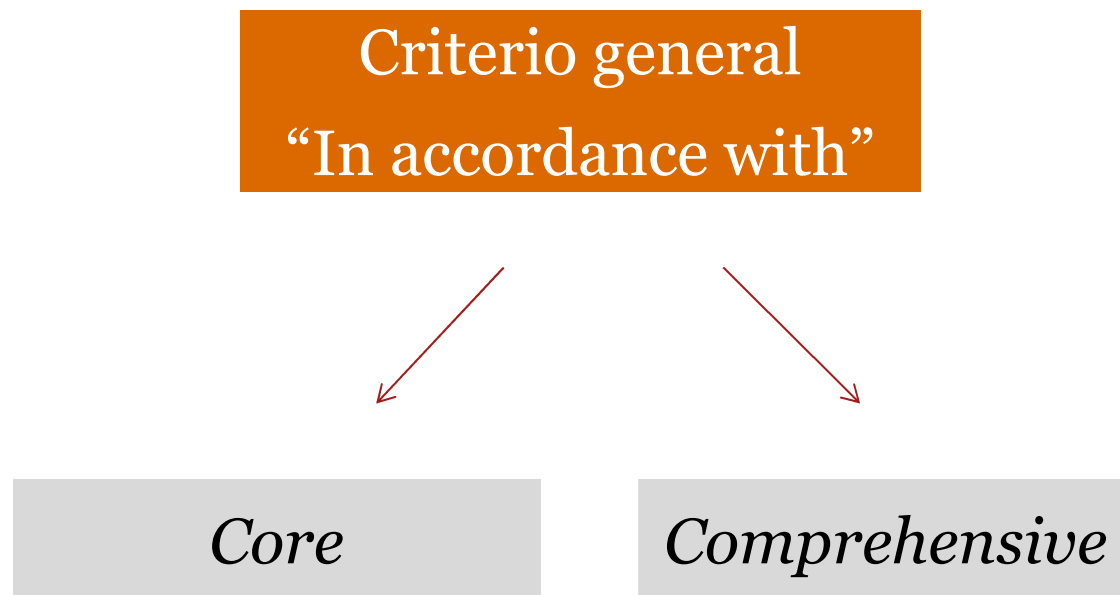 Criterio general
“In accordance with”
Core
Comprehensive